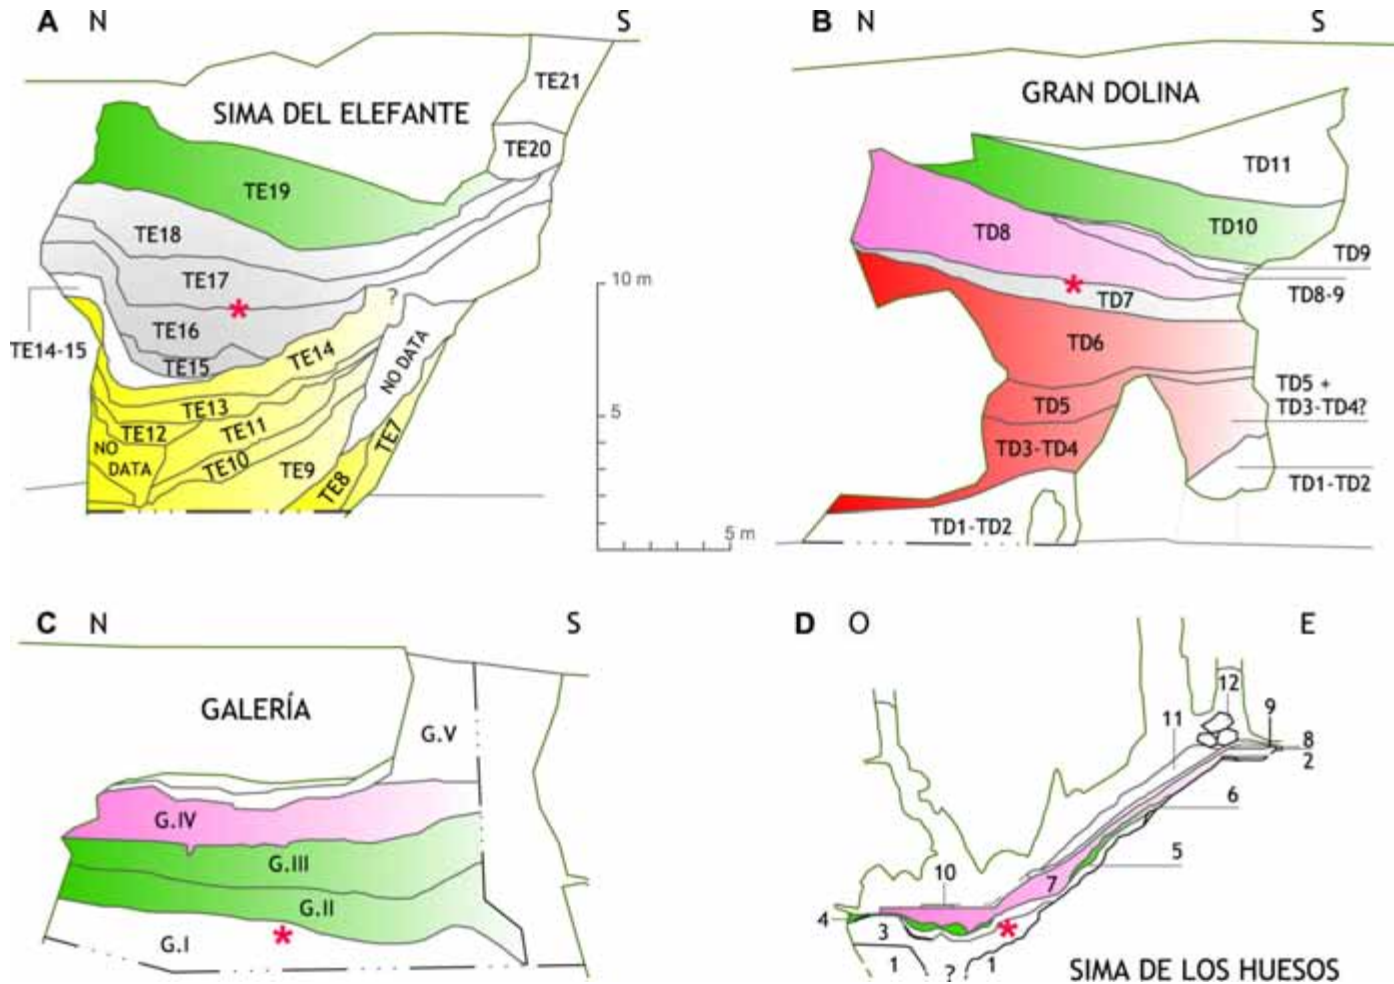 A N S
SIMA DEL ELEFANTE
TE21
TE20
TE19
TE18
TE17
*
TE16
TE15
TE14-15
TE14
?
NO DATA
TE13
TE12
TE11
TE10
NO
DATA
TE9
TE8
TE7
10 m
5
5 m
B N S
GRAN DOLINA
TD11
TD10
TD9
TD8
TD8-9
*
TD7
TD6
TD5
TD5 +
TD3-TD4?
TD3-TD4
TD1-TD2
TD1-TD2
C N S
GALERÍA
G.V
G.IV
G.III
G.II
*
G.I
D O E
12
9
11
8
2
6
5
10
7
4
3
*
1
?
1
SIMA DE LOS HUESOS